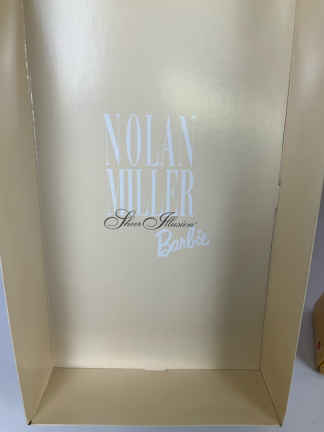 NOLAN
MILLER
Sheer Illusion
Barbie